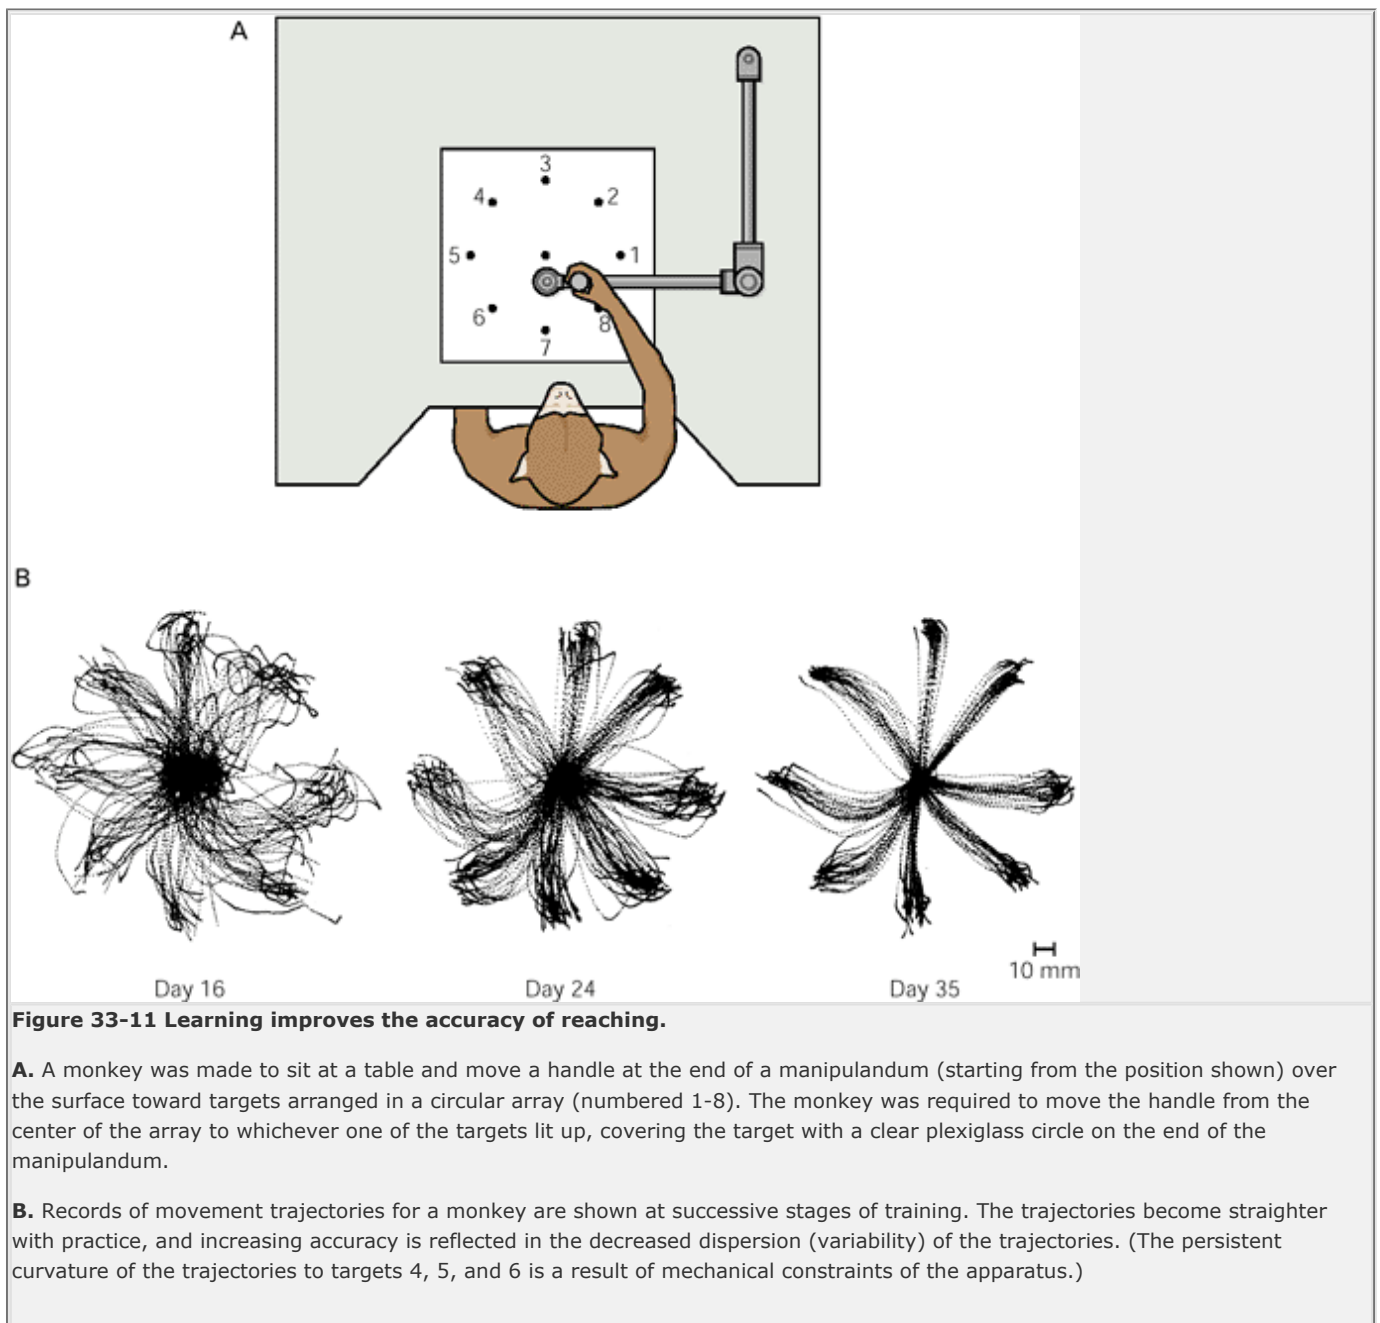 A
3
4
2
5
1
6
8
7
B
10 mm
Day 16
Day 24
Day 35
Figure 33-11 Learning improves the accuracy of reaching.
A. A monkey was made to sit at a table and move a handle at the end of a manipulandum (starting from the position shown) over
the surface toward targets arranged in a circular array (numbered 1-8). The monkey was required to move the handle from the
center of the array to whichever one of the targets lit up, covering the target with a clear plexiglass circle on the end of the
manipulandum.
B. Records of movement trajectories for a monkey are shown at successive stages of training. The trajectories become straighter
with practice, and increasing accuracy is reflected in the decreased dispersion (variability) of the trajectories. (The persistent
curvature of the trajectories to targets 4, 5, and 6 is a result of mechanical constraints of the apparatus.)